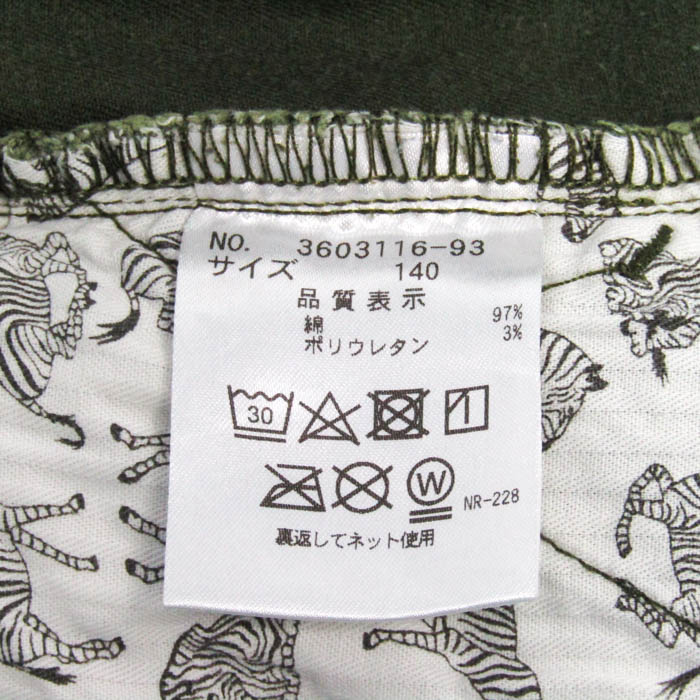 NO. 3603116-93
サイズ 140
品質表示
綿 97%
ポリウレタン 3%
30
W
NR-228
裏返してネット使用